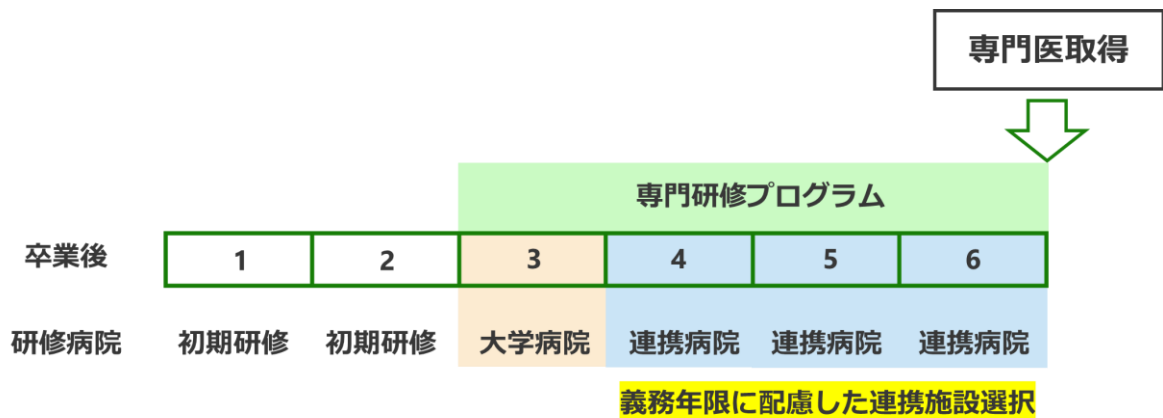 専門医取得
専門研修プログラム
卒業後 1 2 3 4 5 6
研修病院 初期研修 初期研修 大学病院 連携病院 連携病院 連携病院
義務年限に配慮した連携施設選択